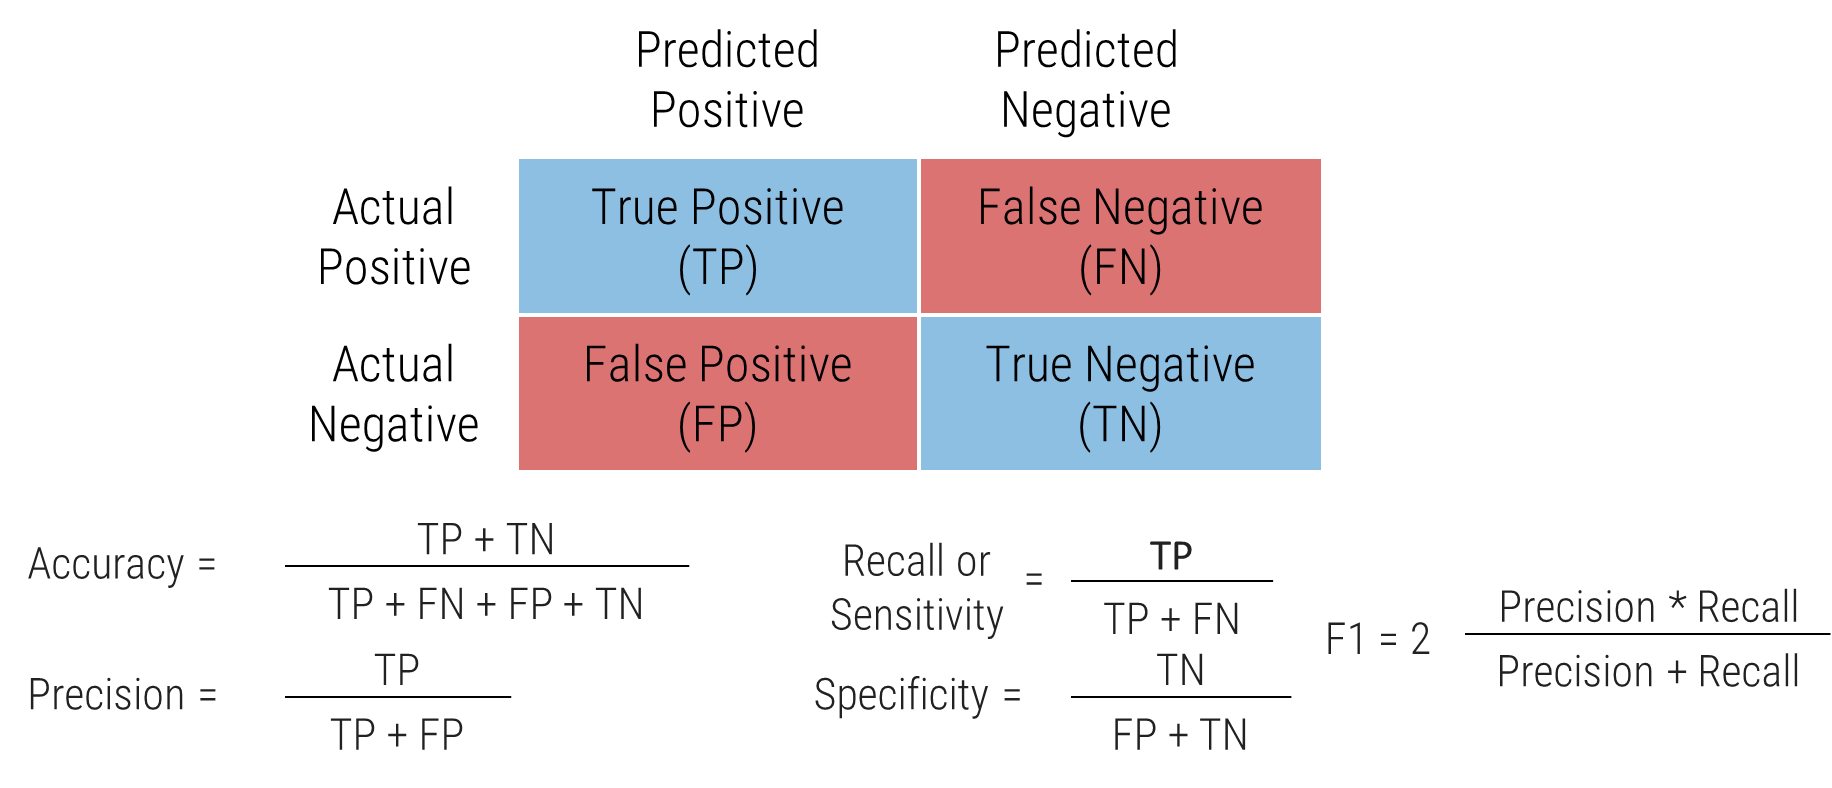 Predicted Positive
Predicted Negative
Actual Positive
True Positive (TP)
False Negative (FN)
Actual Negative
False Positive (FP)
True Negative (TN)
Accuracy = TP + TN
TP + FN + FP + TN
Precision = TP
TP + FP
Recall or Sensitivity = TP
TP + FN
Specificity = TN
FP + TN
F1 = 2 Precision * Recall
Precision + Recall